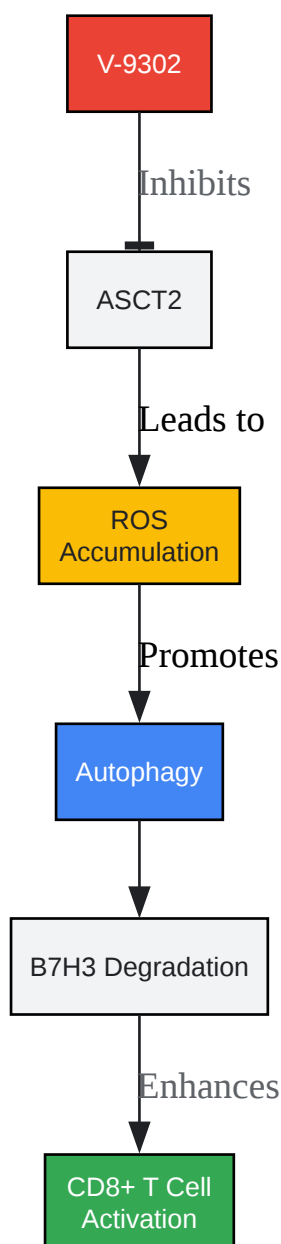 V-9302
Inhibits
ASCT2
Leads to
ROS
Accumulation
Promotes
Autophagy
B7H3 Degradation
Enhances
CD8+ T Cell
Activation